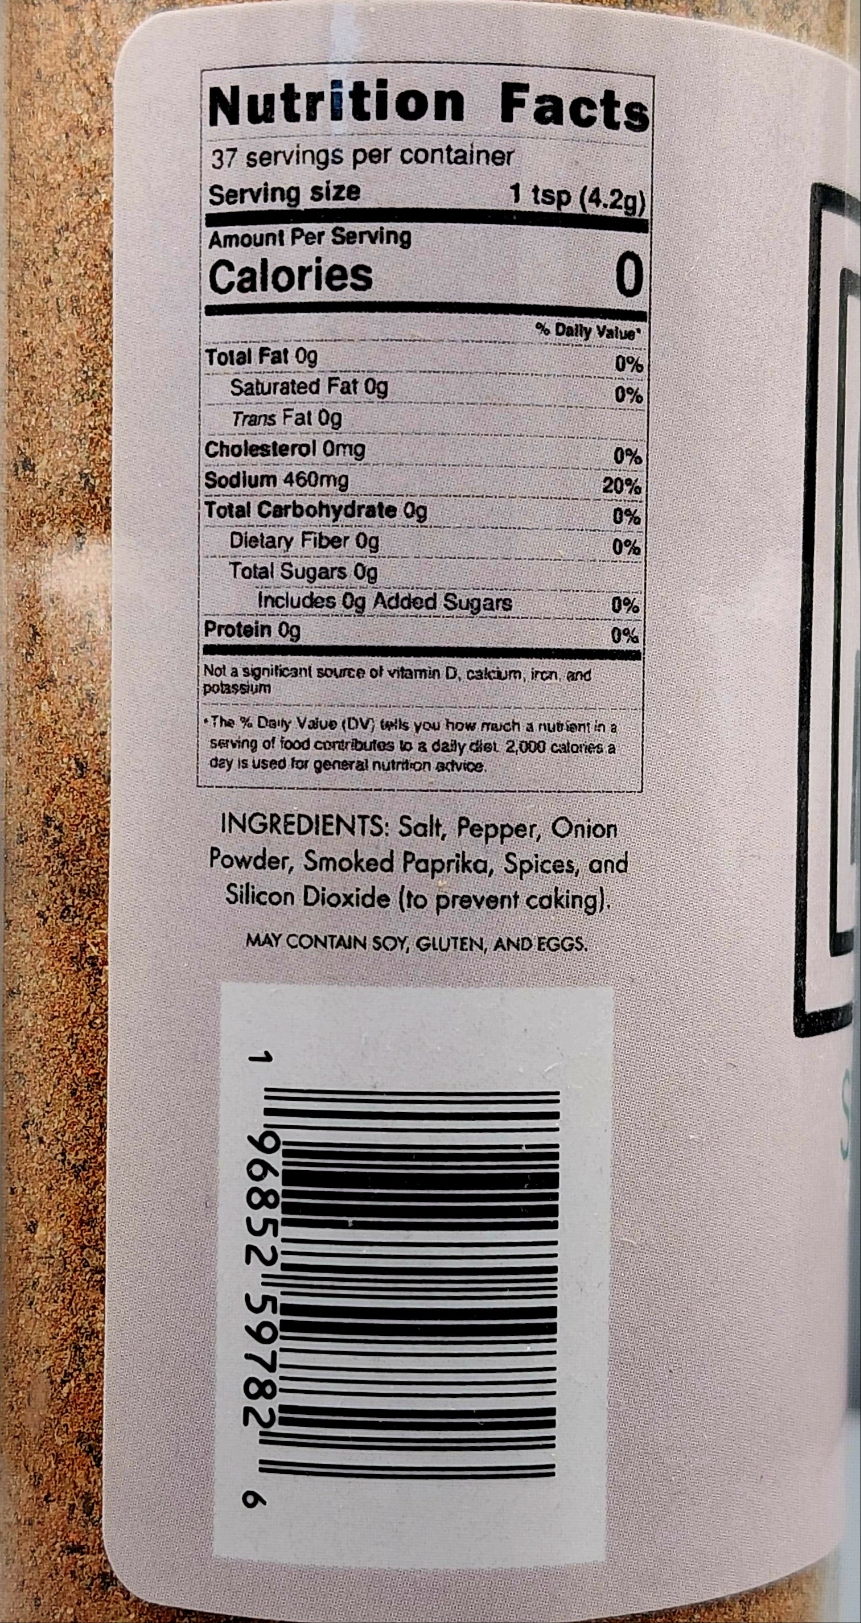 Nutrition Facts
37 servings per container
Serving size 1 tsp (4.2g)
Amount Per Serving
Calories 0
% Daily Value*
Total Fat 0g 0%
Saturated Fat 0g 0%
Trans Fat 0g
Cholesterol 0mg 0%
Sodium 460mg 20%
Total Carbohydrate 0g 0%
Dietary Fiber 0g 0%
Total Sugars 0g
Includes 0g Added Sugars 0%
Protein 0g 0%
Not a significant source of vitamin D, calcium, iron, and
potassium
*The % Daily Value (DV) tells you how much a nutrient in a
serving of food contributes to a daily diet. 2,000 calories a
day is used for general nutrition advice.
INGREDIENTS: Salt, Pepper, Onion
Powder, Smoked Paprika, Spices, and
Silicon Dioxide (to prevent caking).
MAY CONTAIN SOY, GLUTEN, AND EGGS.
1 96852 59782 6